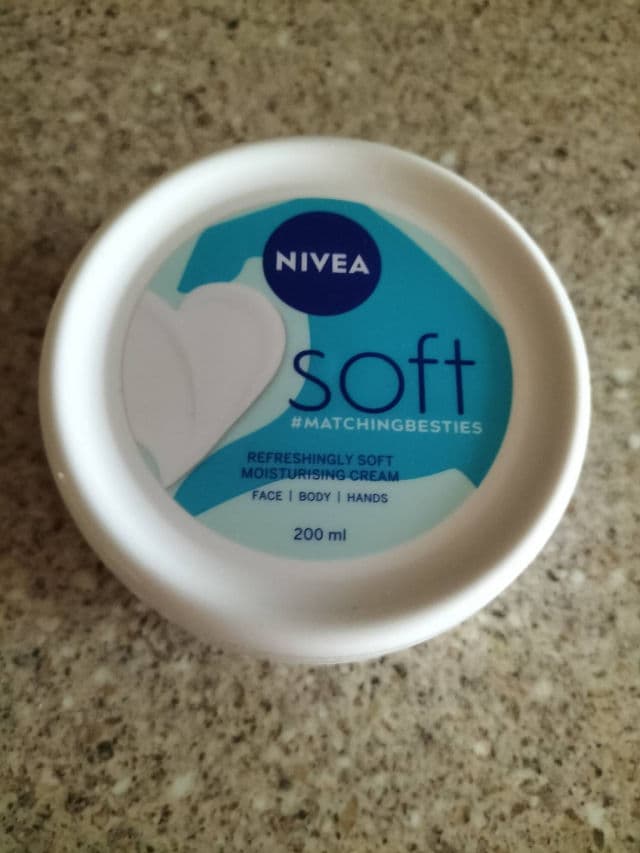 NIVEA
soft
#MATCHINGBESTIES
REFRESHINGLY SOFT
MOISTURISING CREAM
FACE | BODY | HANDS
200 ml